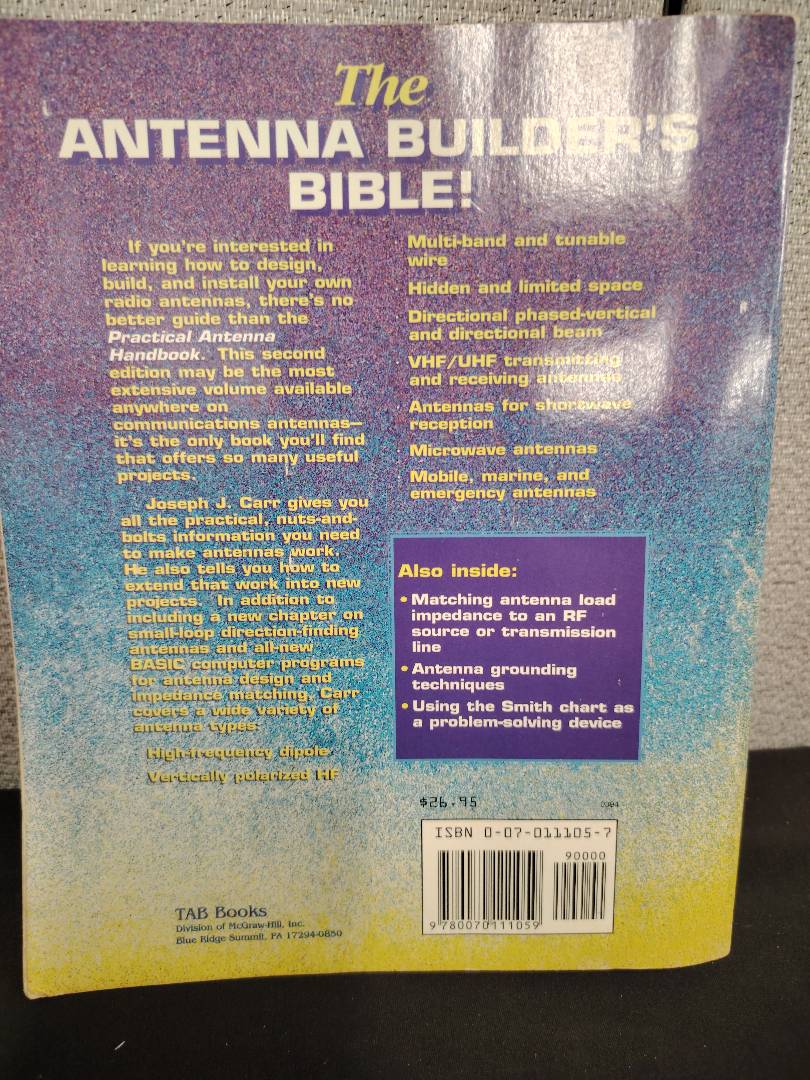 The
ANTENNA BUILDER'S
BIBLE!
If you're interested in
learning how to design,
build, and install your own
radio antennas, there's no
better guide than the
Practical Antenna
Handbook. This second
edition may be the most
extensive volume available
anywhere on
communications antennas—
it's the only book you'll find
that offers so many useful
projects.
Joseph J. Carr gives you
all the practical, nuts-and-
bolts information you need
to make antennas work.
He also tells you how to
extend that work into new
projects. In addition to
including a new chapter on
small-loop direction-finding
antennas and all-new
BASIC computer programs
for antenna design and
impedance matching, Carr
covers a wide variety of
antenna types:
High-frequency dipole
Vertically polarized HF
Multi-band and tunable
wire
Hidden and limited space
Directional phased-vertical
and directional beam
VHF/UHF transmitting
and receiving antennas
Antennas for shortwave
reception
Microwave antennas
Mobile, marine, and
emergency antennas
Also inside:
• Matching antenna load
impedance to an RF
source or transmission
line
• Antenna grounding
techniques
• Using the Smith chart as
a problem-solving device
$26.95
ISBN 0-07-011105-7
90000
9 780070 111059
TAB Books
Division of McGraw-Hill, Inc.
Blue Ridge Summit, PA 17294-0850